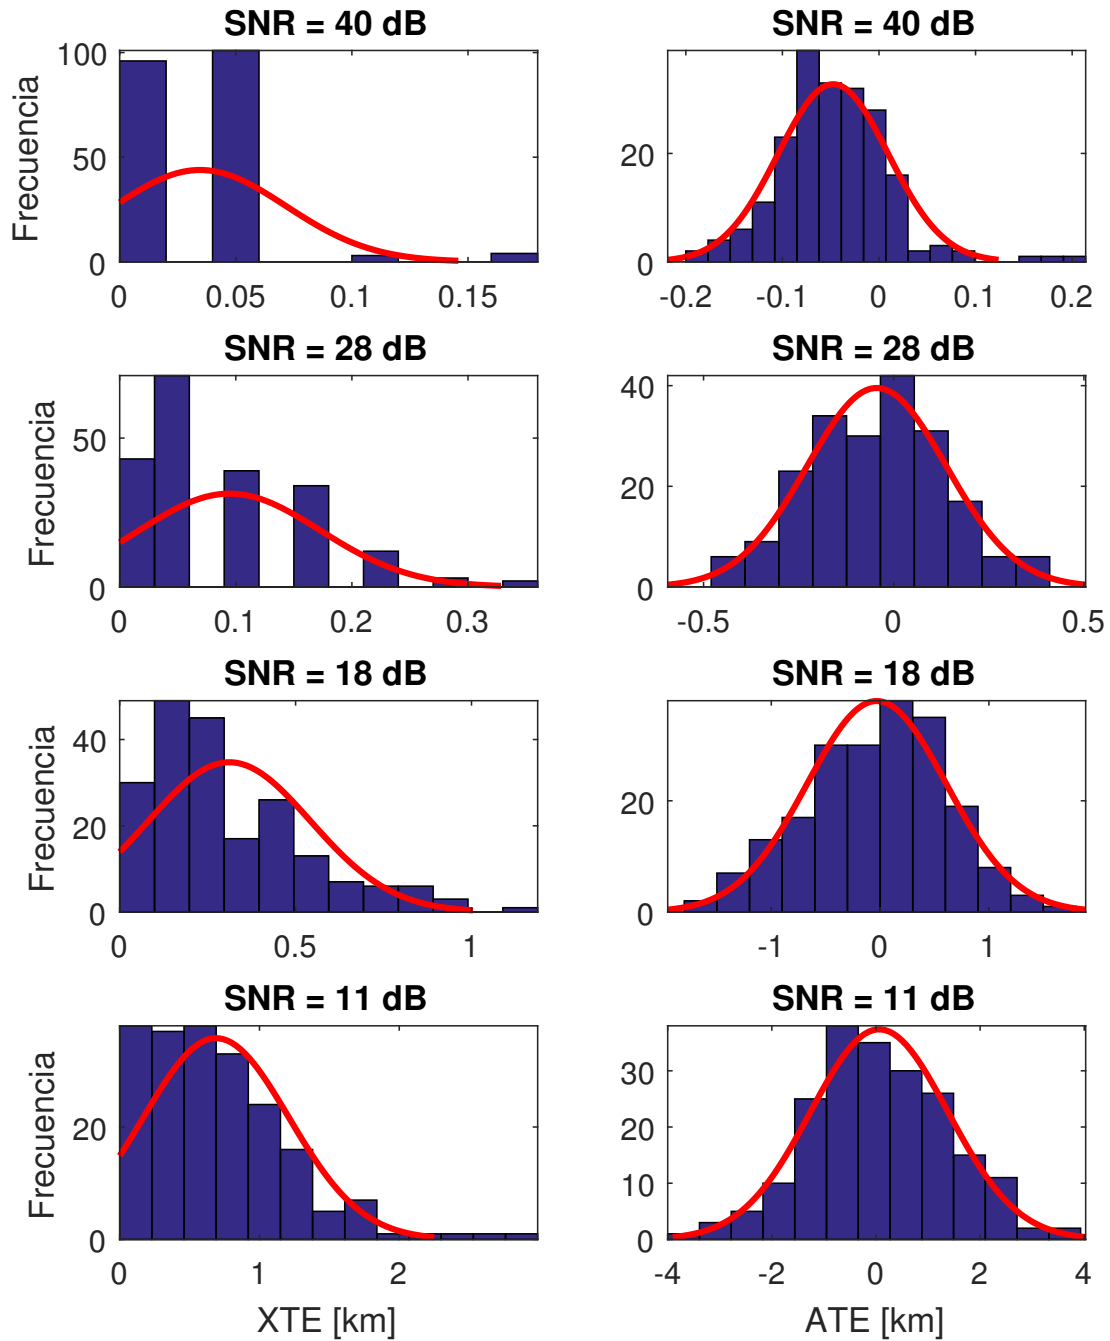 SNR = 40 dB
SNR = 40 dB
Frecuencia
100
50
0
0 0.05 0.1 0.15
20
0
-0.2 -0.1 0 0.1 0.2
SNR = 28 dB
SNR = 28 dB
Frecuencia
50
0
0 0.1 0.2 0.3
40
20
0
-0.5 0 0.5
SNR = 18 dB
SNR = 18 dB
Frecuencia
40
20
0
0 0.5 1
20
0
-1 0 1
SNR = 11 dB
SNR = 11 dB
Frecuencia
20
0
0 1 2
XTE [km]
30
20
10
0
-4 -2 0 2 4
ATE [km]